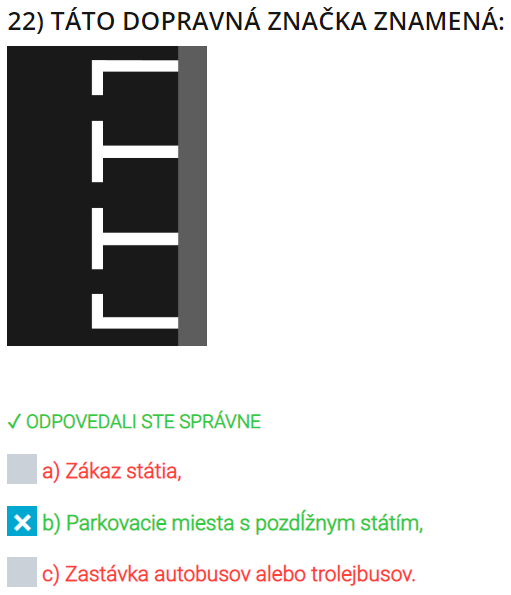 22) TÁTO DOPRAVNÁ ZNAČKA ZNAMENÁ:
✓ ODPOVEDALI STE SPRÁVNE
a) Zákaz státia,
b) Parkovacie miesta s pozdĺžnym státím,
c) Zastávka autobusov alebo trolejbusov.